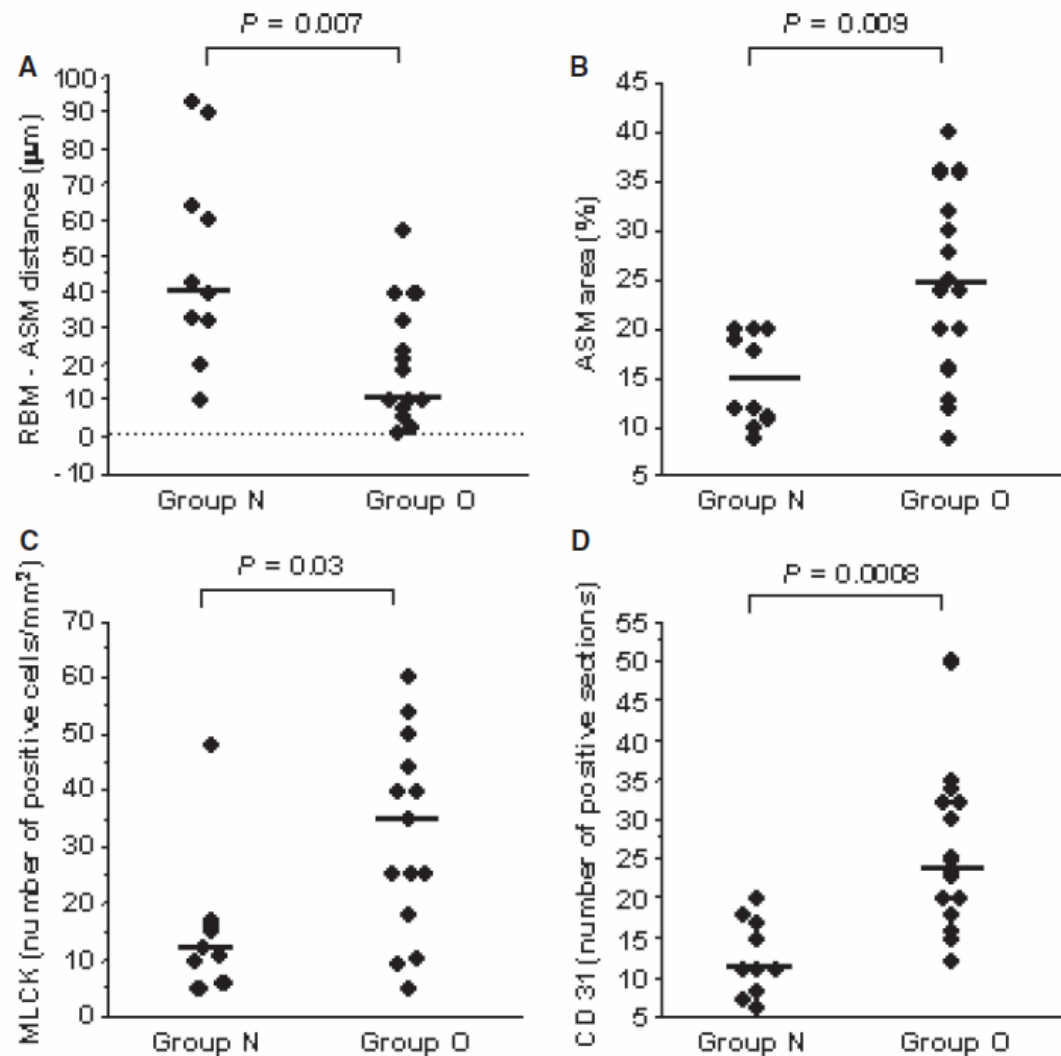 A
P = 0.007
RBM - ASM distance (µm)
100
90
80
70
60
50
40
30
20
10
0
-10
Group N
Group O
B
P = 0.009
ASM area (%)
45
40
35
30
25
20
15
10
5
Group N
Group O
C
P = 0.03
MLCK (number of positive cells/mm²)
70
60
50
40
30
20
10
0
Group N
Group O
D
P = 0.0008
CD 31 (number of positive sections)
55
50
45
40
35
30
25
20
15
10
5
Group N
Group O